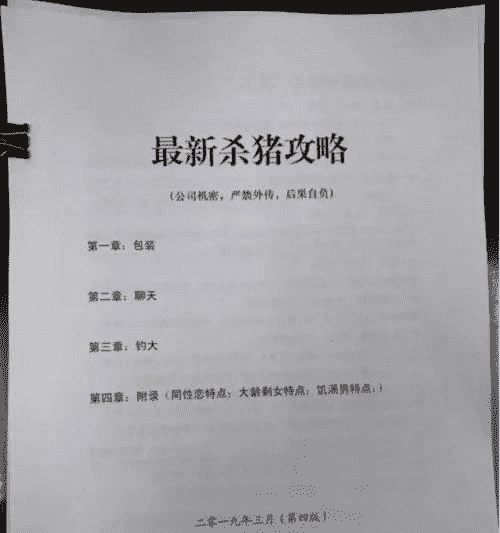 最新杀猪攻略
(公司机密，严禁外传，后果自负)
第一章：包装
第二章：聊天
第三章：钓大
第四章：附录（同性恋特点；大龄剩女特点；饥渴男特点；）
二零一九年三月（第四版）